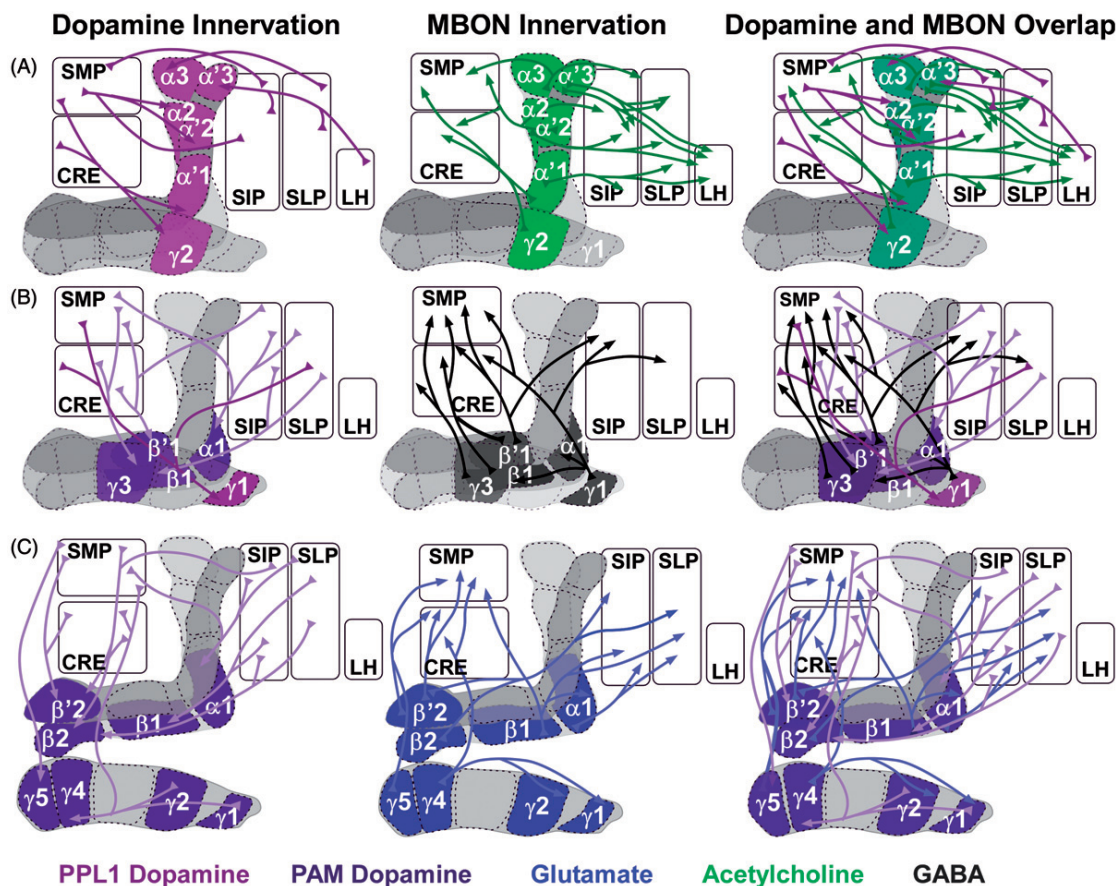 Dopamine Innervation MBON Innervation Dopamine and MBON Overlap
(A)
SMP α3 α'3 α2 α'2 α'1 CRE SIP SLP LH γ2
SMP α3 α'3 α2 α'2 α'1 CRE SIP SLP LH γ2 γ1
SMP α3 α'3 α2 α'2 α'1 CRE SIP SLP LH γ2
(B)
SMP CRE SIP SLP LH β'1 α1 γ3 β1 γ1
SMP CRE SIP SLP LH β'1 α1 γ3 β1 γ1
SMP CRE SIP SLP LH β'1 α1 γ3 β1 γ1
(C)
SMP SIP SLP CRE LH β'2 α1 β2 β1 γ5 γ4 γ2 γ1
SMP SIP SLP CRE LH β'2 α1 β2 β1 γ5 γ4 γ2 γ1
SMP SIP SLP CRE LH β'2 α1 β2 β1 γ5 γ4 γ2 γ1
PPL1 Dopamine PAM Dopamine Glutamate Acetylcholine GABA